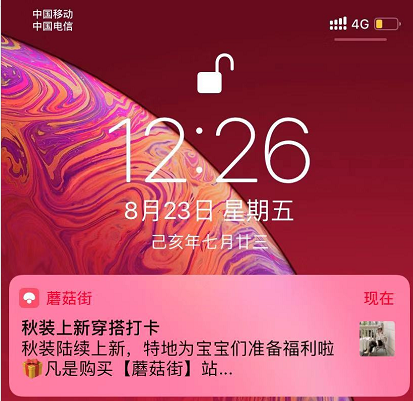 中国移动
中国电信
4G
12:26
8月23日 星期五
己亥年七月廿三
蘑菇街
现在
秋装上新穿搭打卡
秋装陆续上新，特地为宝宝们准备福利啦
🎁凡是购买【蘑菇街】站...